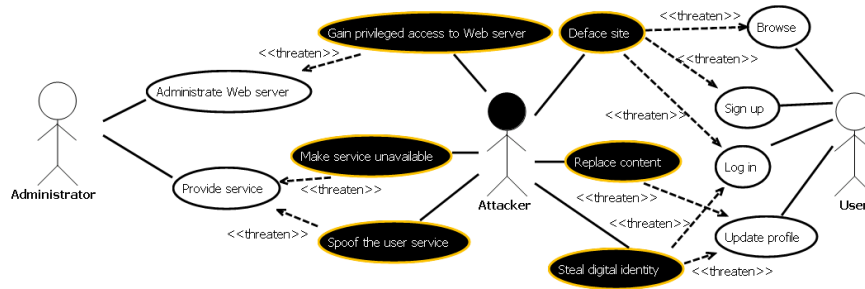 Gain privileged access to Web server
Deface site
<<threaten>>
Browse
<<threaten>>
<<threaten>>
Administrate Web server
Sign up
<<threaten>>
Make service unavailable
Replace content
Log in
Administrator
Provide service
<<threaten>>
Attacker
<<threaten>>
User
<<threaten>>
<<threaten>>
Spoof the user service
Update profile
Steal digital identity
<<threaten>>